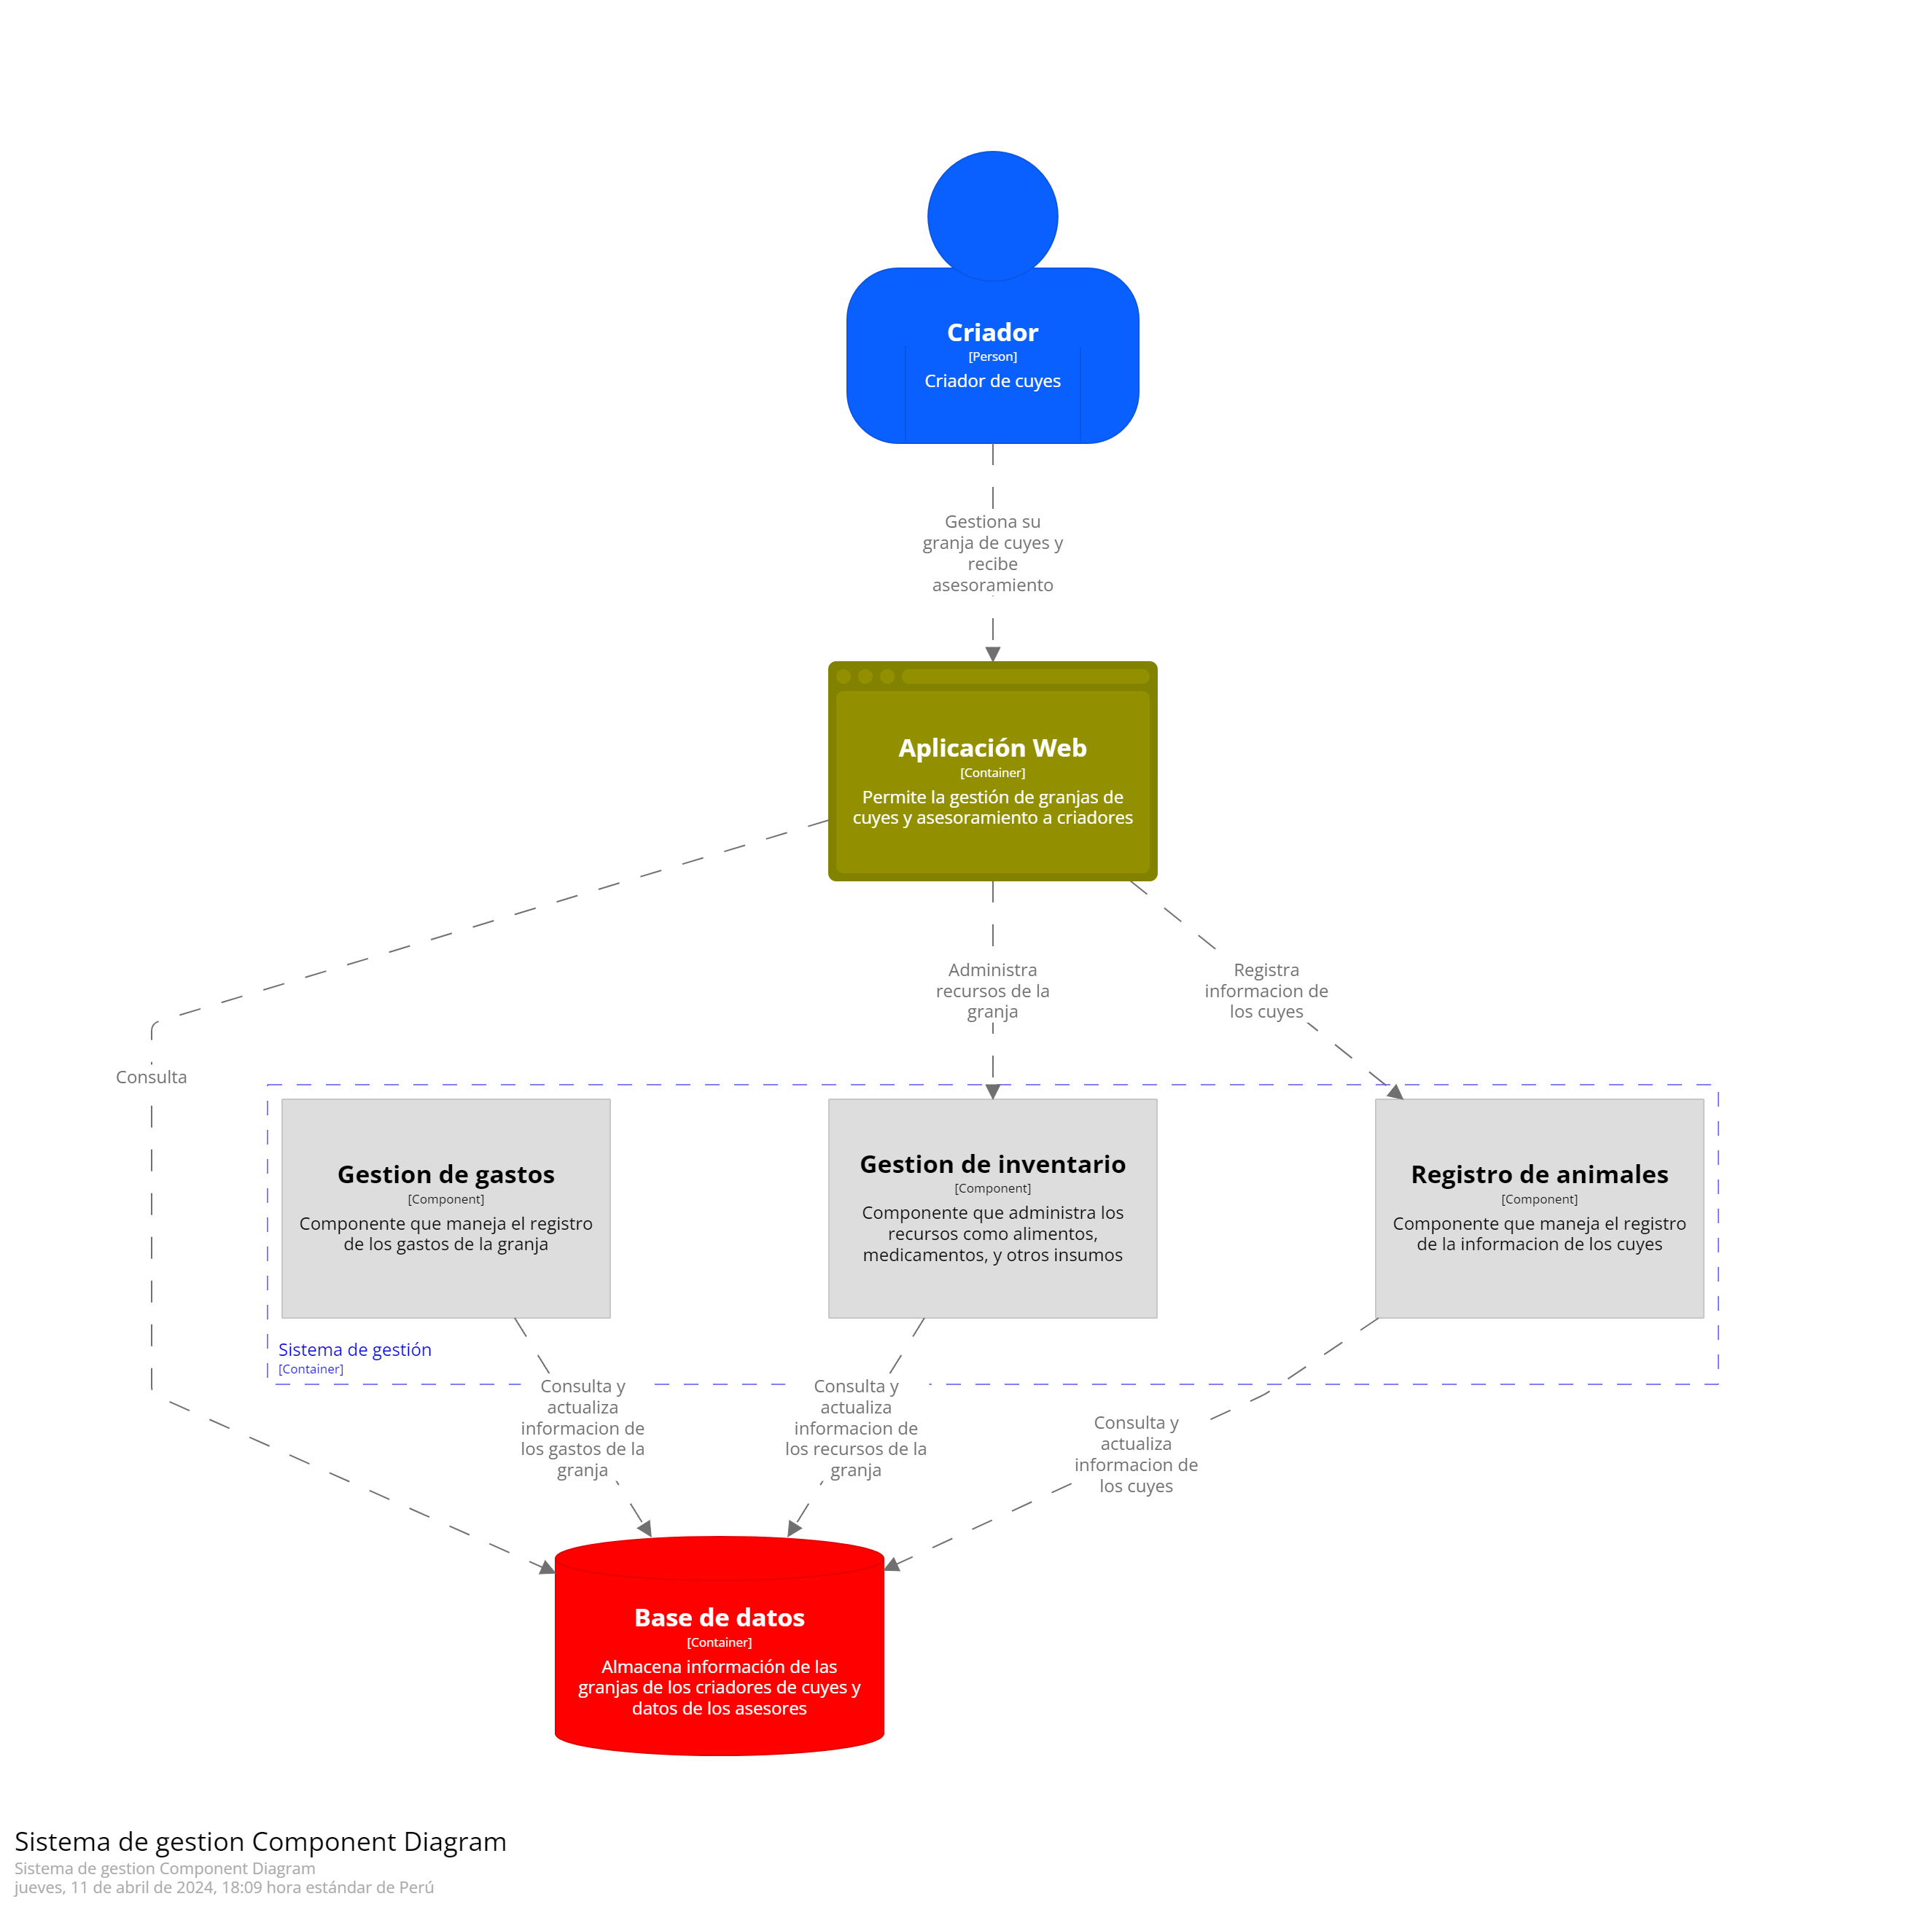 Criador
[Person]
Criador de cuyes
Gestiona su
granja de cuyes y
recibe
asesoramiento
Aplicación Web
[Container]
Permite la gestión de granjas de
cuyes y asesoramiento a criadores
Administra
recursos de la
granja
Registra
informacion de
los cuyes
Consulta
Gestion de gastos
[Component]
Componente que maneja el registro
de los gastos de la granja
Gestion de inventario
[Component]
Componente que administra los
recursos como alimentos,
medicamentos, y otros insumos
Registro de animales
[Component]
Componente que maneja el registro
de la informacion de los cuyes
Sistema de gestión
[Container]
Consulta y
actualiza
informacion de
los gastos de la
granja
Consulta y
actualiza
informacion de
los recursos de la
granja
Consulta y
actualiza
informacion de
los cuyes
Base de datos
[Container]
Almacena información de las
granjas de los criadores de cuyes y
datos de los asesores
Sistema de gestion Component Diagram
Sistema de gestion Component Diagram
jueves, 11 de abril de 2024, 18:09 hora estándar de Perú